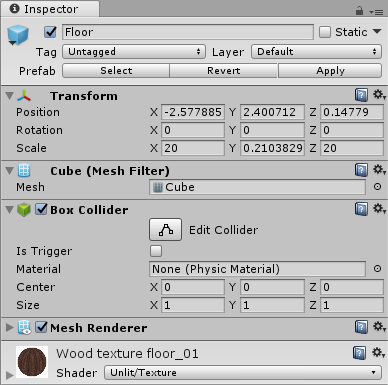 Inspector
Floor Static
Tag Untagged Layer Default
Prefab Select Revert Apply
Transform
Position X -2.577885 Y 2.400712 Z 0.14779
Rotation X 0 Y 0 Z 0
Scale X 20 Y 0.2103829 Z 20
Cube (Mesh Filter)
Mesh Cube
Box Collider
Edit Collider
Is Trigger
Material None (Physic Material)
Center X 0 Y 0 Z 0
Size X 1 Y 1 Z 1
Mesh Renderer
Wood texture floor_01
Shader Unlit/Texture